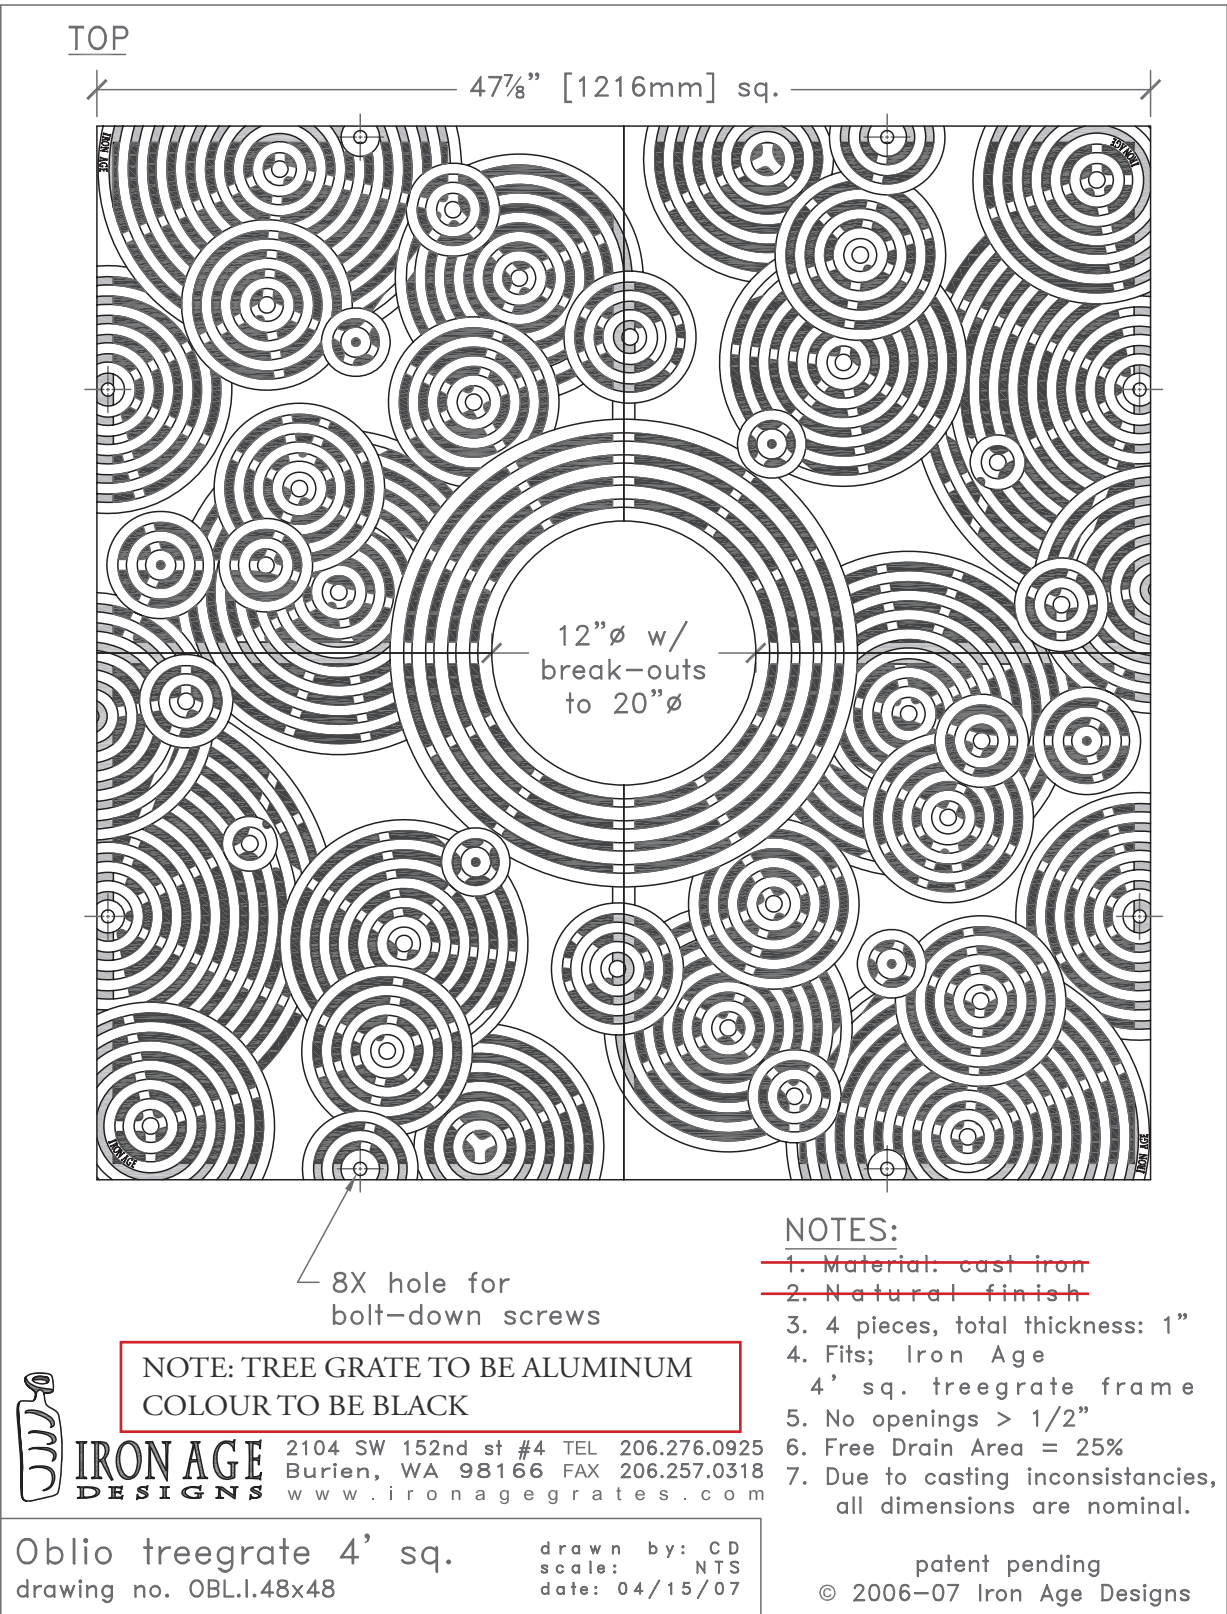 TOP
47⅞” [1216mm] sq.
IRON AGE
IRON AGE
12”ø w/
break–outs
to 20”ø
IRON AGE
IRON AGE
8X hole for
bolt–down screws
NOTES:
1. Material: cast iron
2. Natural finish
3. 4 pieces, total thickness: 1”
4. Fits; Iron Age
4’ sq. treegrate frame
5. No openings > 1/2”
6. Free Drain Area = 25%
7. Due to casting inconsistancies,
all dimensions are nominal.
NOTE: TREE GRATE TO BE ALUMINUM
COLOUR TO BE BLACK
IRON AGE
DESIGNS
2104 SW 152nd st #4 TEL 206.276.0925
Burien, WA 98166 FAX 206.257.0318
www.ironagegrates.com
Oblio treegrate 4’ sq.
drawing no. OBL.I.48x48
drawn by: CD
scale: NTS
date: 04/15/07
patent pending
© 2006–07 Iron Age Designs